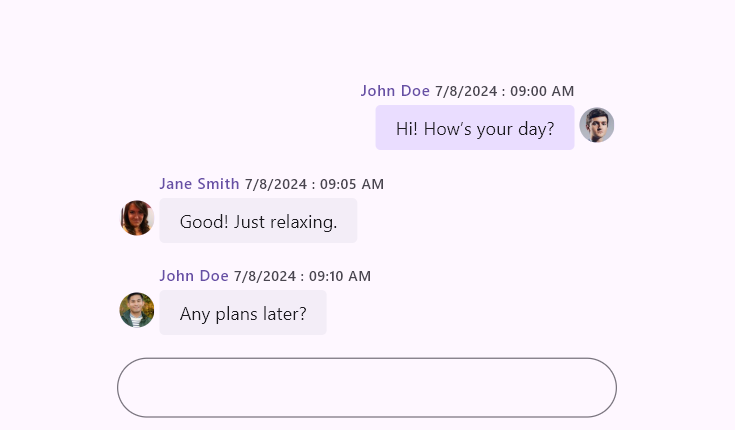 John Doe 7/8/2024 : 09:00 AM
Hi! How's your day?
Jane Smith 7/8/2024 : 09:05 AM
Good! Just relaxing.
John Doe 7/8/2024 : 09:10 AM
Any plans later?